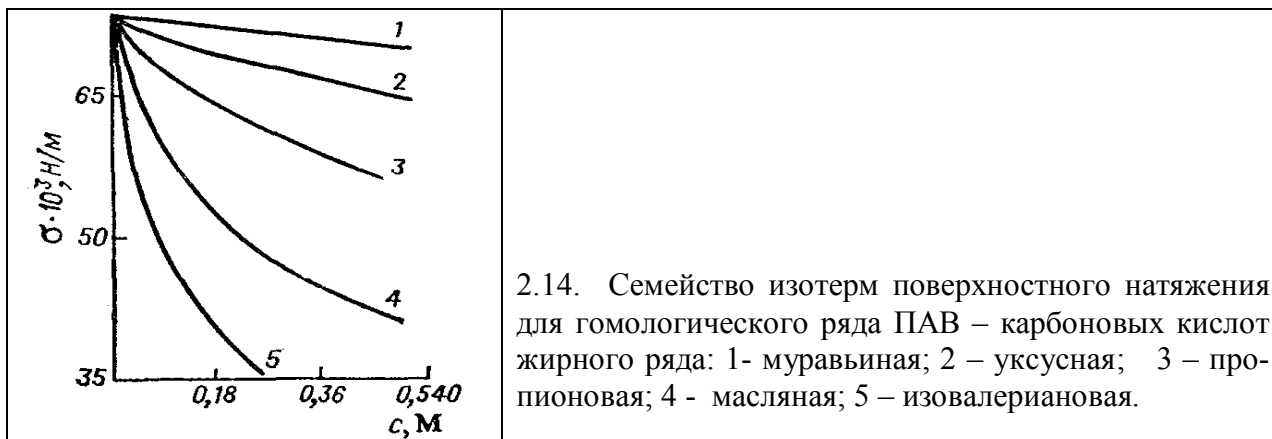 1
2
65
3
σ·10³, Н/м
50
4
5
35
0,18 0,36 0,540
c, М
2.14. Семейство изотерм поверхностного натяжения
для гомологического ряда ПАВ – карбоновых кислот
жирного ряда: 1- муравьиная; 2 – уксусная; 3 – про-
пионовая; 4 - масляная; 5 – изовалериановая.